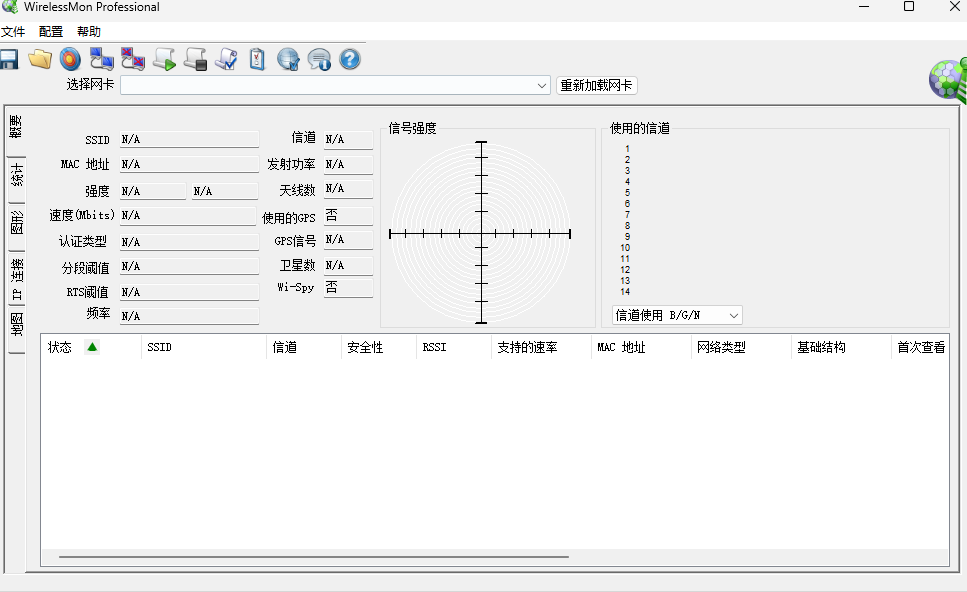 WirelessMon Professional
文件 配置 帮助
选择网卡 重新加载网卡
概要
统计
图形
IP 连接
地图
SSID N/A
MAC 地址 N/A
强度 N/A N/A
速度(Mbits) N/A
认证类型 N/A
分段阈值 N/A
RTS阈值 N/A
频率 N/A
信道 N/A
发射功率 N/A
天线数 N/A
使用的GPS 否
GPS信号 N/A
卫星数 N/A
Wi-Spy 否
信号强度
使用的信道
1
2
3
4
5
6
7
8
9
10
11
12
13
14
信道使用 B/G/N
状态 SSID 信道 安全性 RSSI 支持的速率 MAC 地址 网络类型 基础结构 首次查看